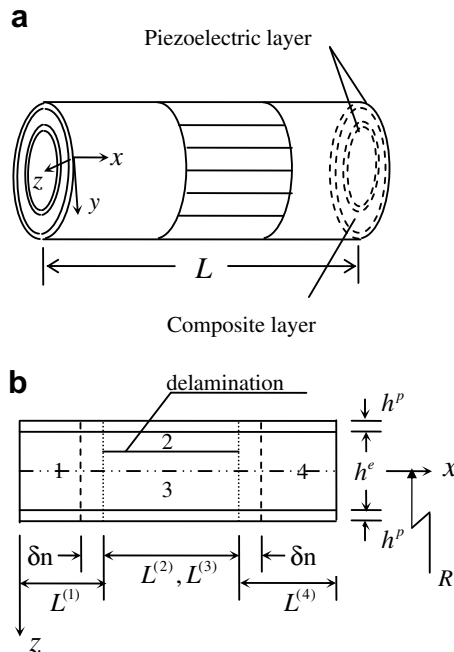 a
Piezoelectric layer
x
z
y
L
Composite layer
b
delamination
h^p
2
1
4
h^e
x
3
h^p
δn
δn
L^(2), L^(3)
L^(1)
L^(4)
R
z